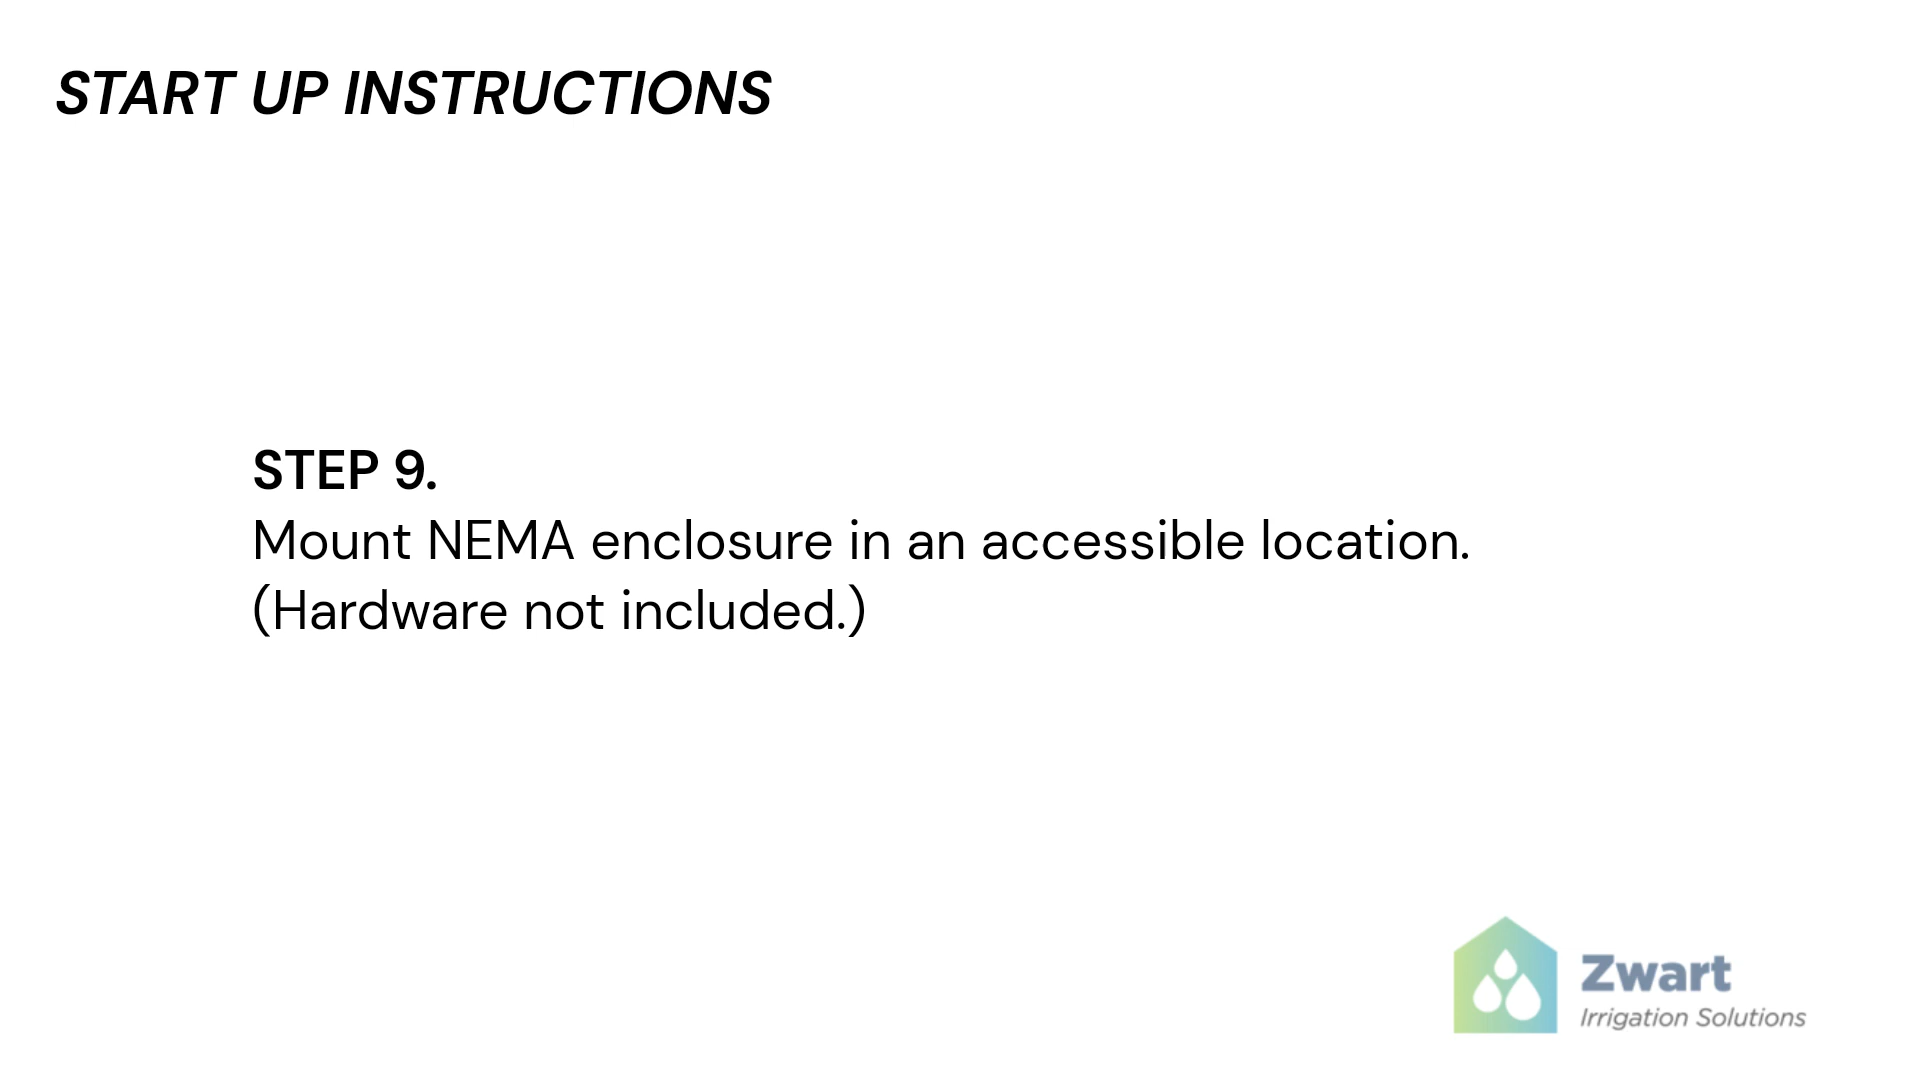 START UP INSTRUCTIONS
STEP 9.
Mount NEMA enclosure in an accessible location.
(Hardware not included.)
Zwart
Irrigation Solutions